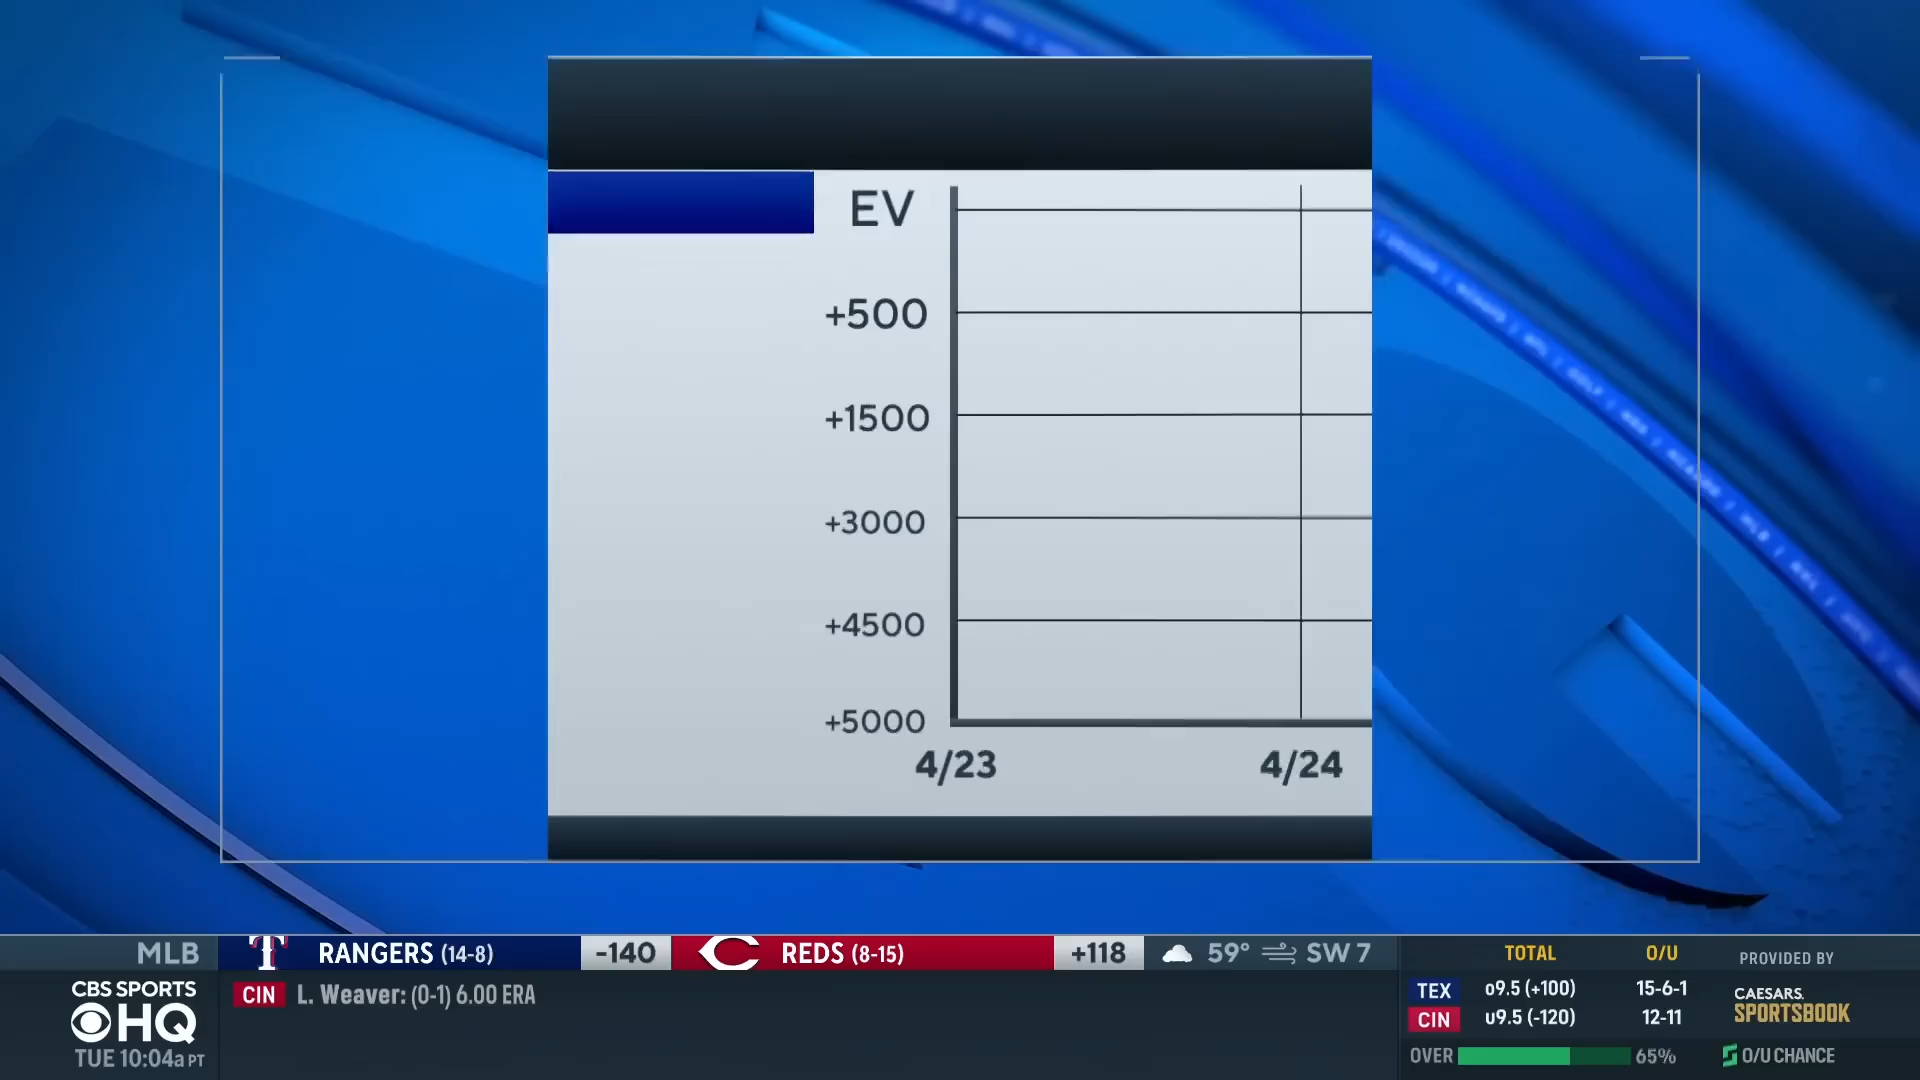 EV
+500
+1500
+3000
+4500
+5000
4/23
4/24
MLB
RANGERS (14-8)
-140
REDS (8-15)
+118
59°
SW 7
CBS SPORTS
HQ
TUE 10:04a PT
CIN L. Weaver: (0-1) 6.00 ERA
TOTAL O/U
TEX o9.5 (+100) 15-6-1
CIN u9.5 (-120) 12-11
OVER 65%
PROVIDED BY
CAESARS
SPORTSBOOK
O/U CHANCE